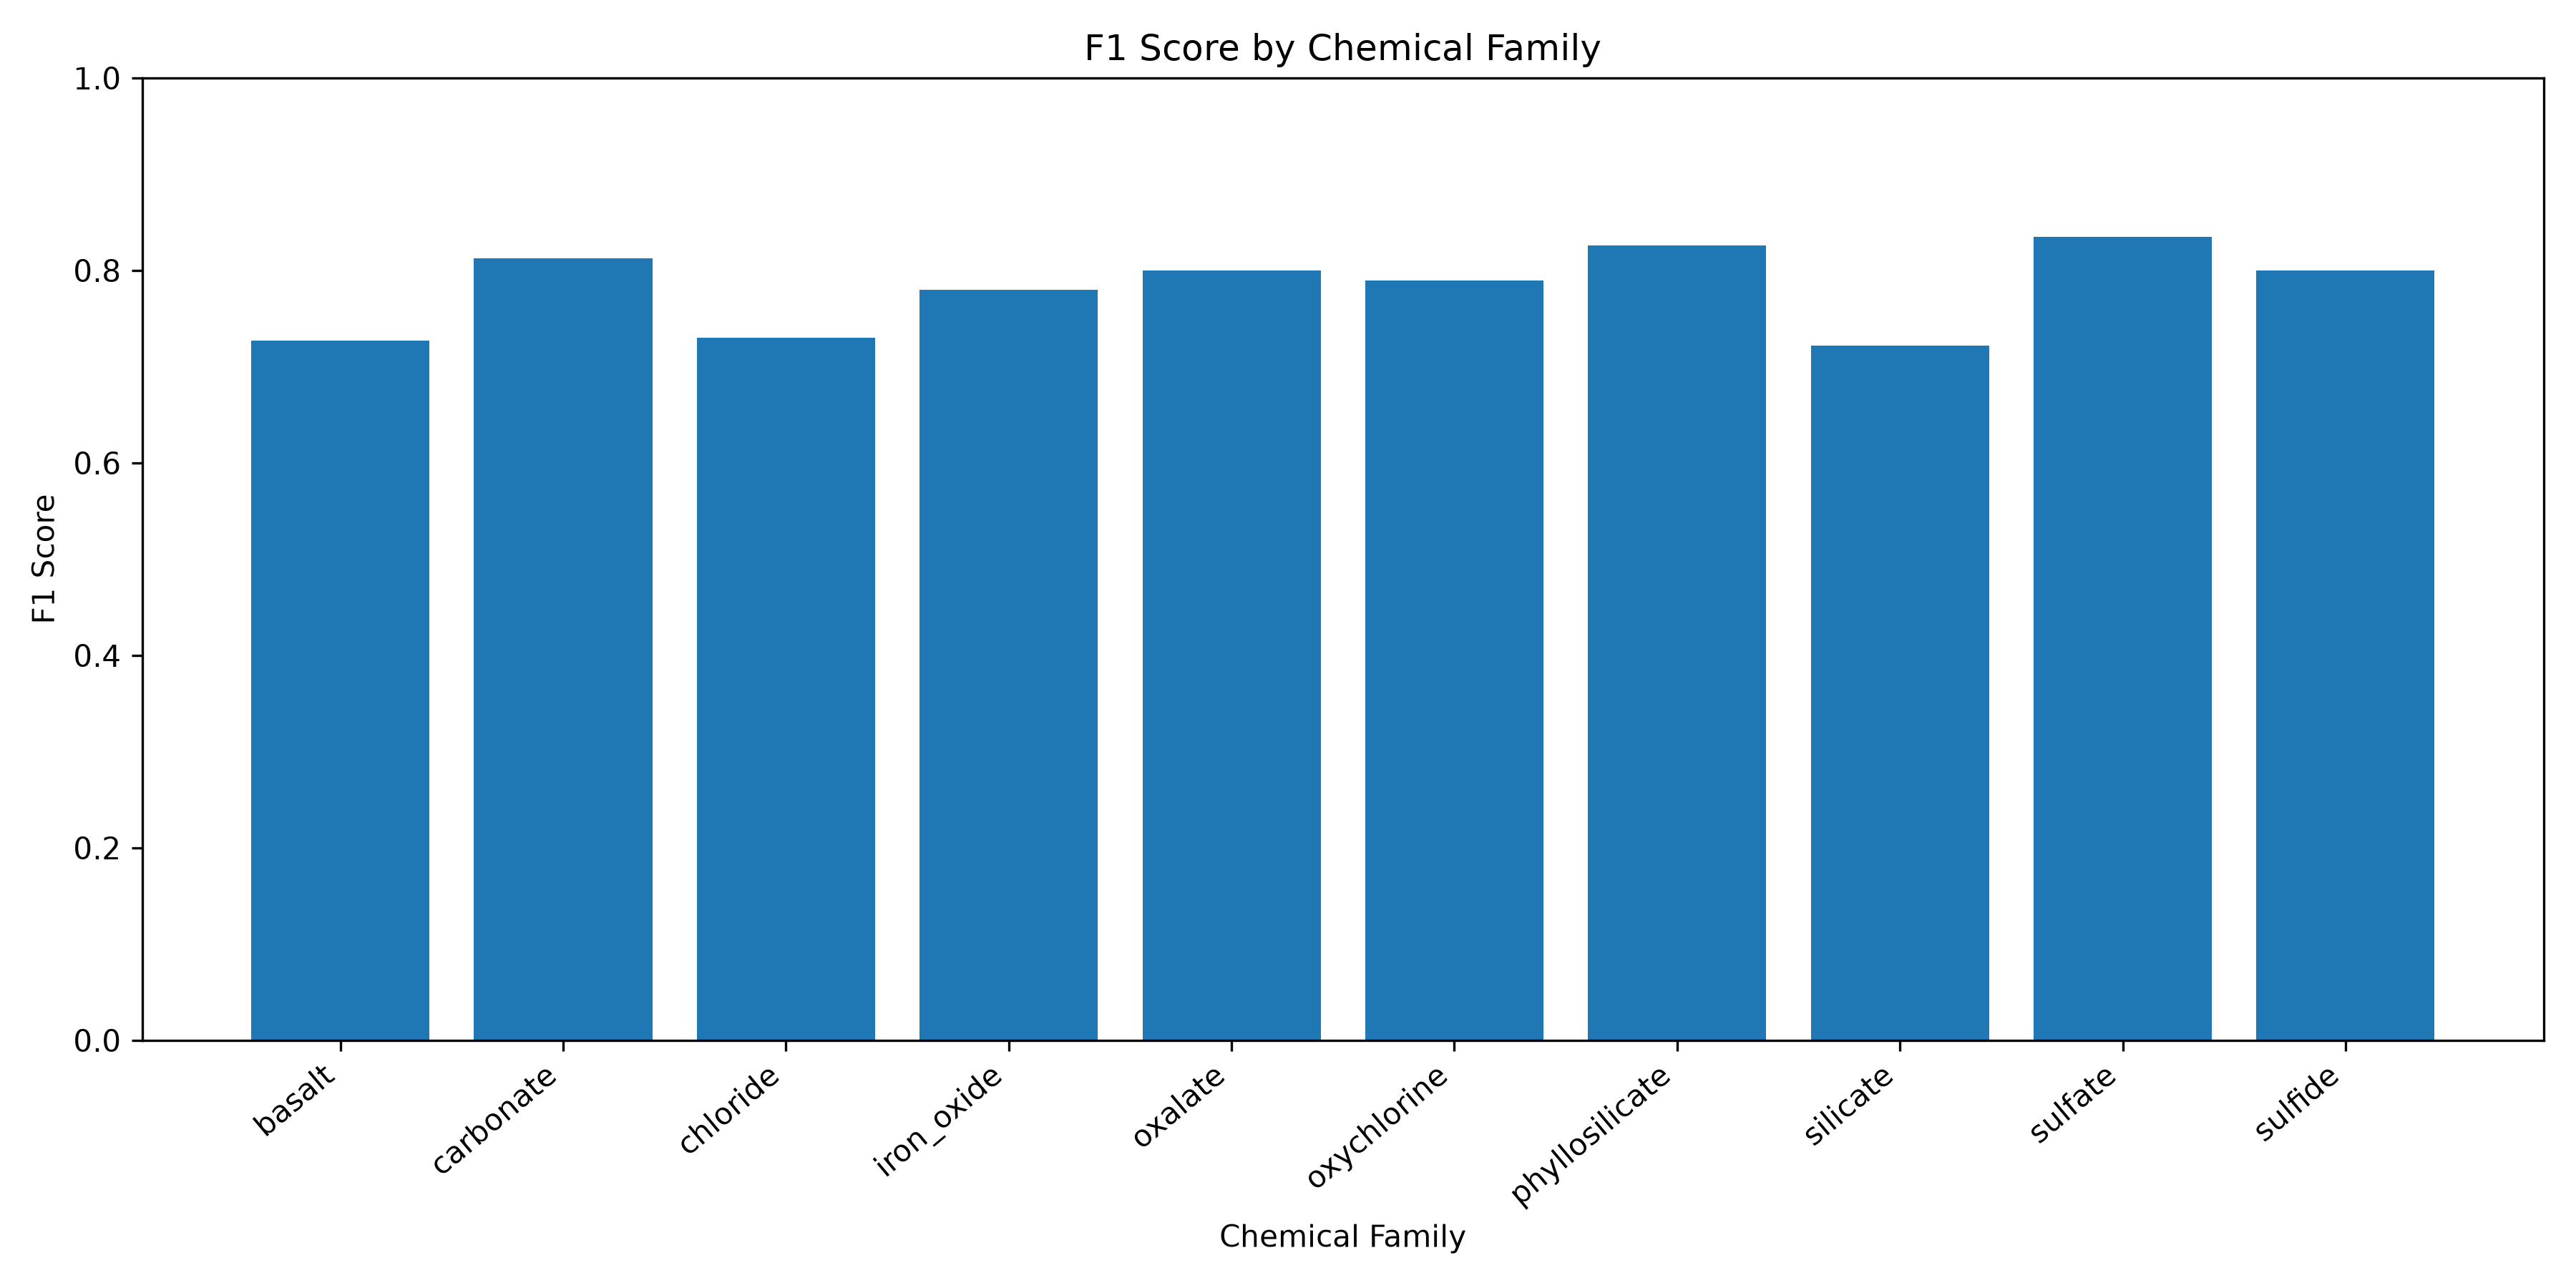 F1 Score by Chemical Family
1.0
0.8
0.6
0.4
0.2
0.0
F1 Score
basalt
carbonate
chloride
iron_oxide
oxalate
oxychlorine
phyllosilicate
silicate
sulfate
sulfide
Chemical Family